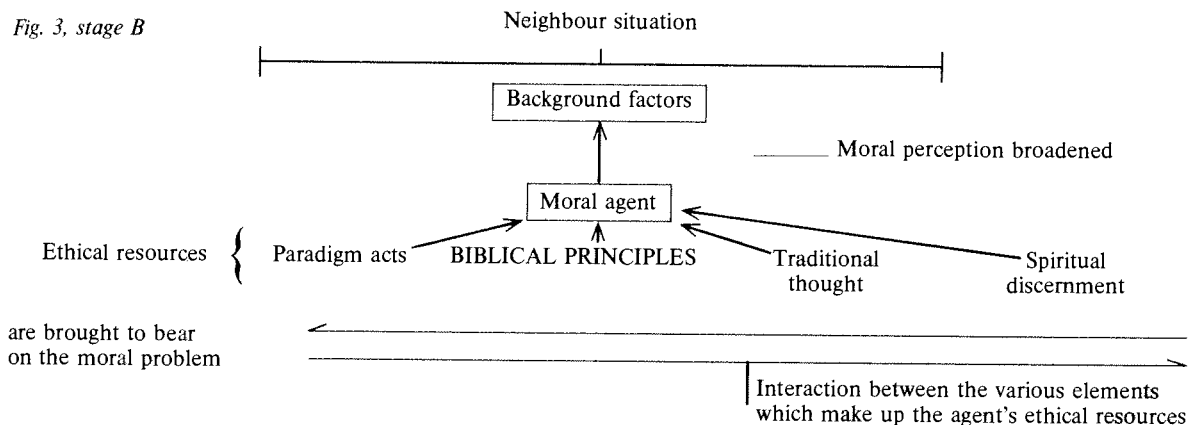 Fig. 3, stage B
Neighbour situation
Background factors
Moral perception broadened
Moral agent
Ethical resources { Paradigm acts BIBLICAL PRINCIPLES Traditional thought Spiritual discernment
are brought to bear
on the moral problem
Interaction between the various elements
which make up the agent's ethical resources